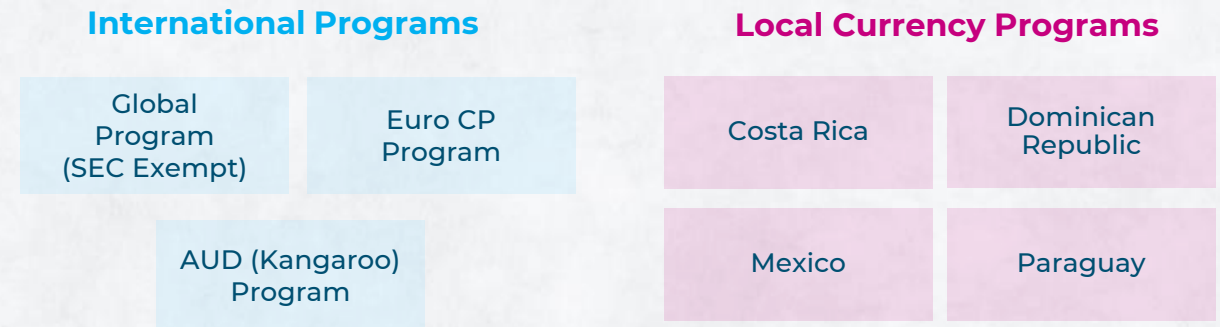 International Programs
Global
Program
(SEC Exempt)
Euro CP
Program
AUD (Kangaroo)
Program
Local Currency Programs
Costa Rica
Dominican
Republic
Mexico
Paraguay